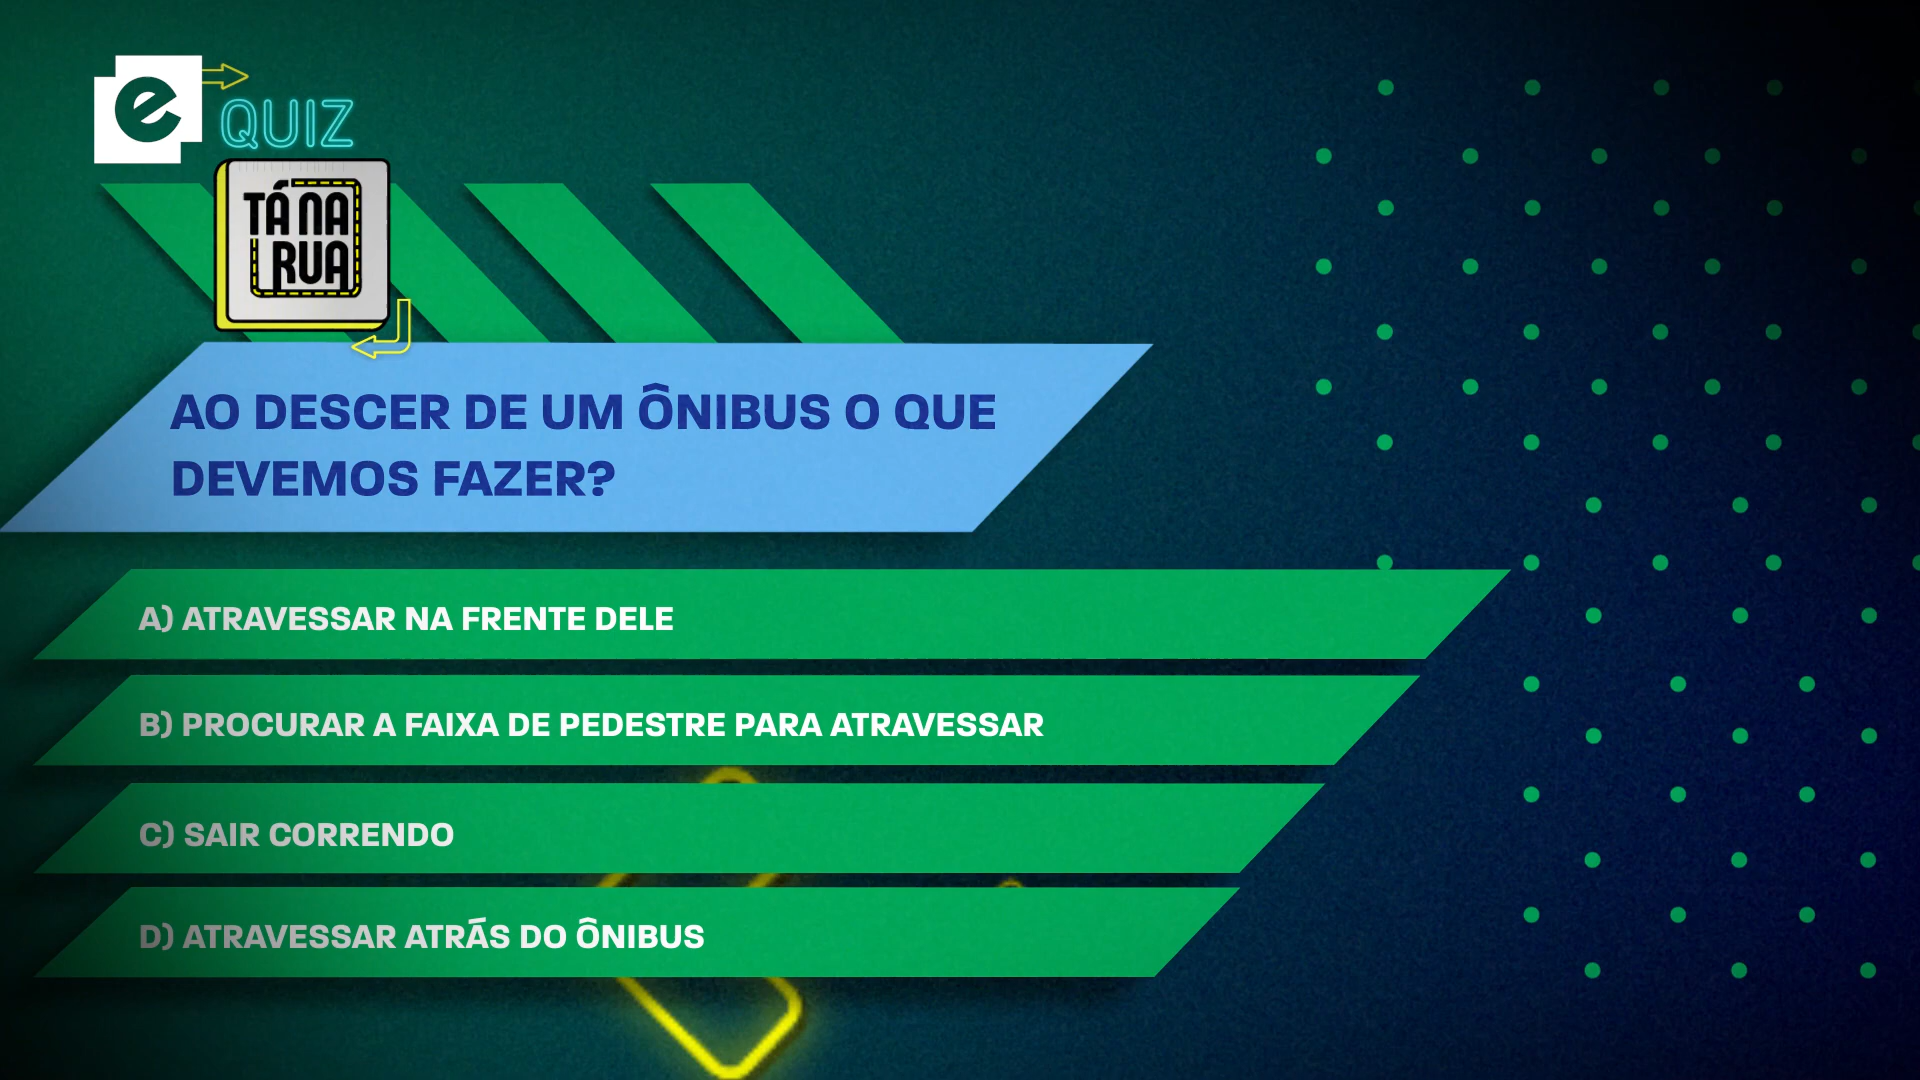 e
QUIZ
TÁ NA
RUA
AO DESCER DE UM ÔNIBUS O QUE
DEVEMOS FAZER?
A) ATRAVESSAR NA FRENTE DELE
B) PROCURAR A FAIXA DE PEDESTRE PARA ATRAVESSAR
C) SAIR CORRENDO
D) ATRAVESSAR ATRÁS DO ÔNIBUS